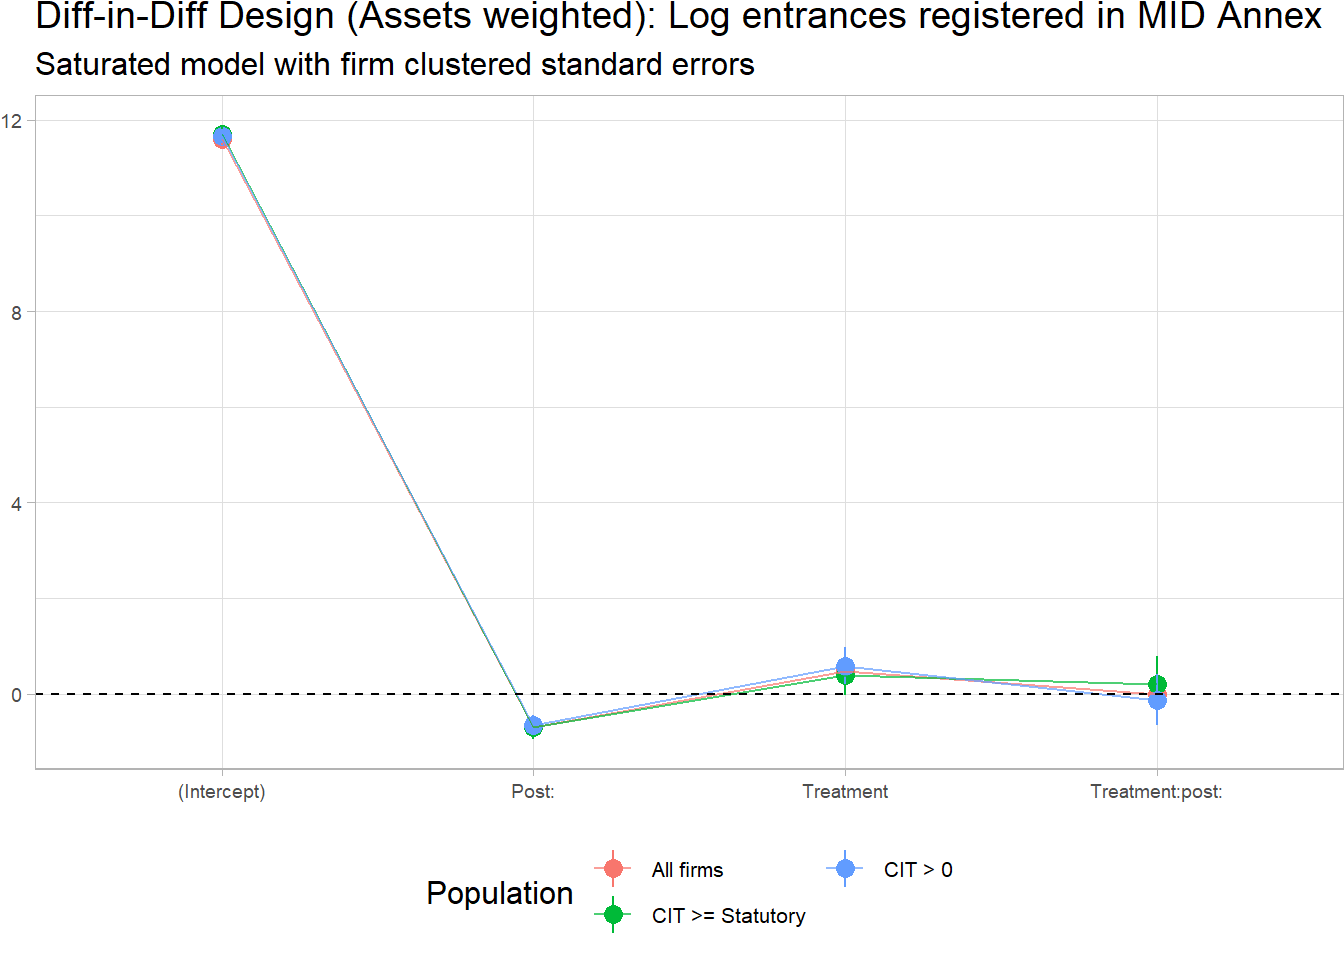 Diff-in-Diff Design (Assets weighted): Log entrances registered in MID Annex
Saturated model with firm clustered standard errors
12
8
4
0
(Intercept)
Post:
Treatment
Treatment:post:
Population
All firms
CIT > 0
CIT >= Statutory